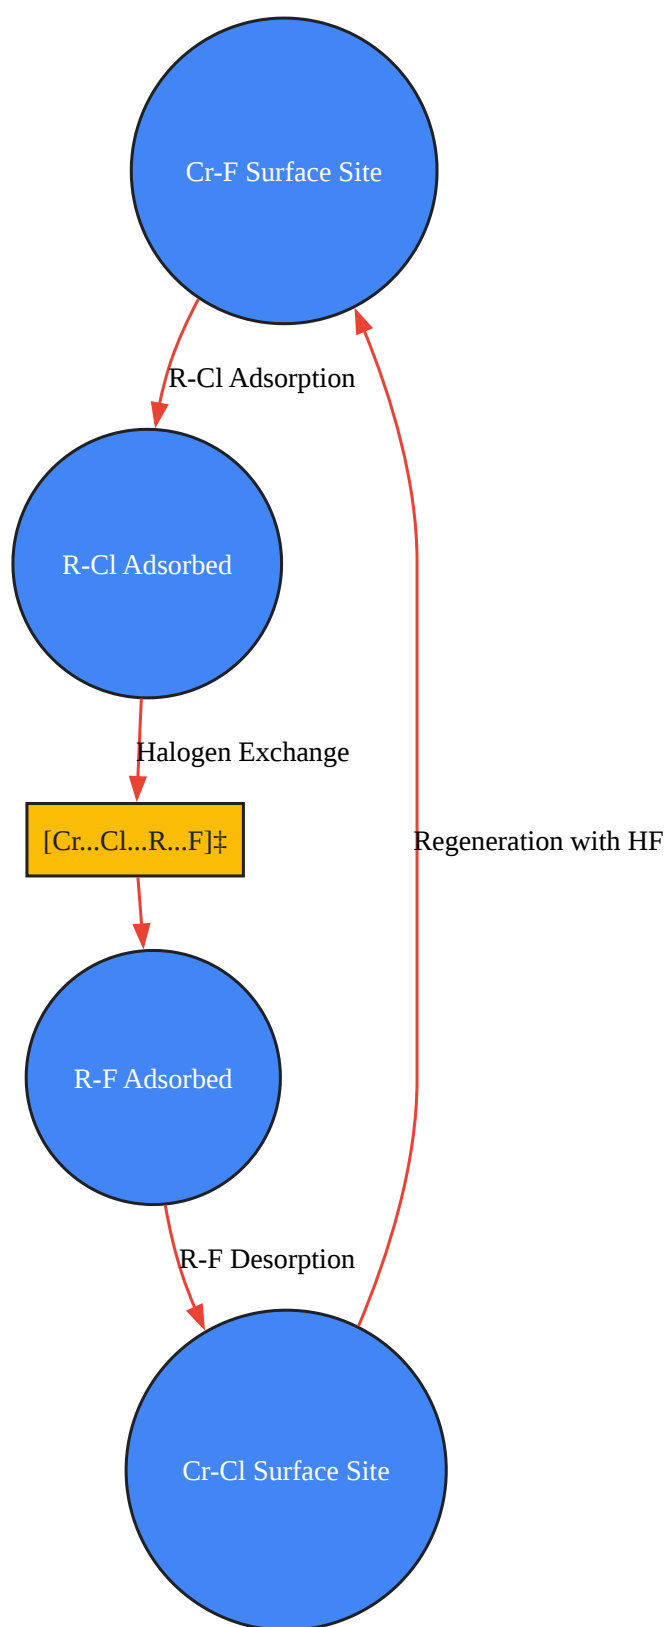 Cr-F Surface Site
R-Cl Adsorption
R-Cl Adsorbed
Halogen Exchange
[Cr...Cl...R...F]‡
Regeneration with HF
R-F Adsorbed
R-F Desorption
Cr-Cl Surface Site